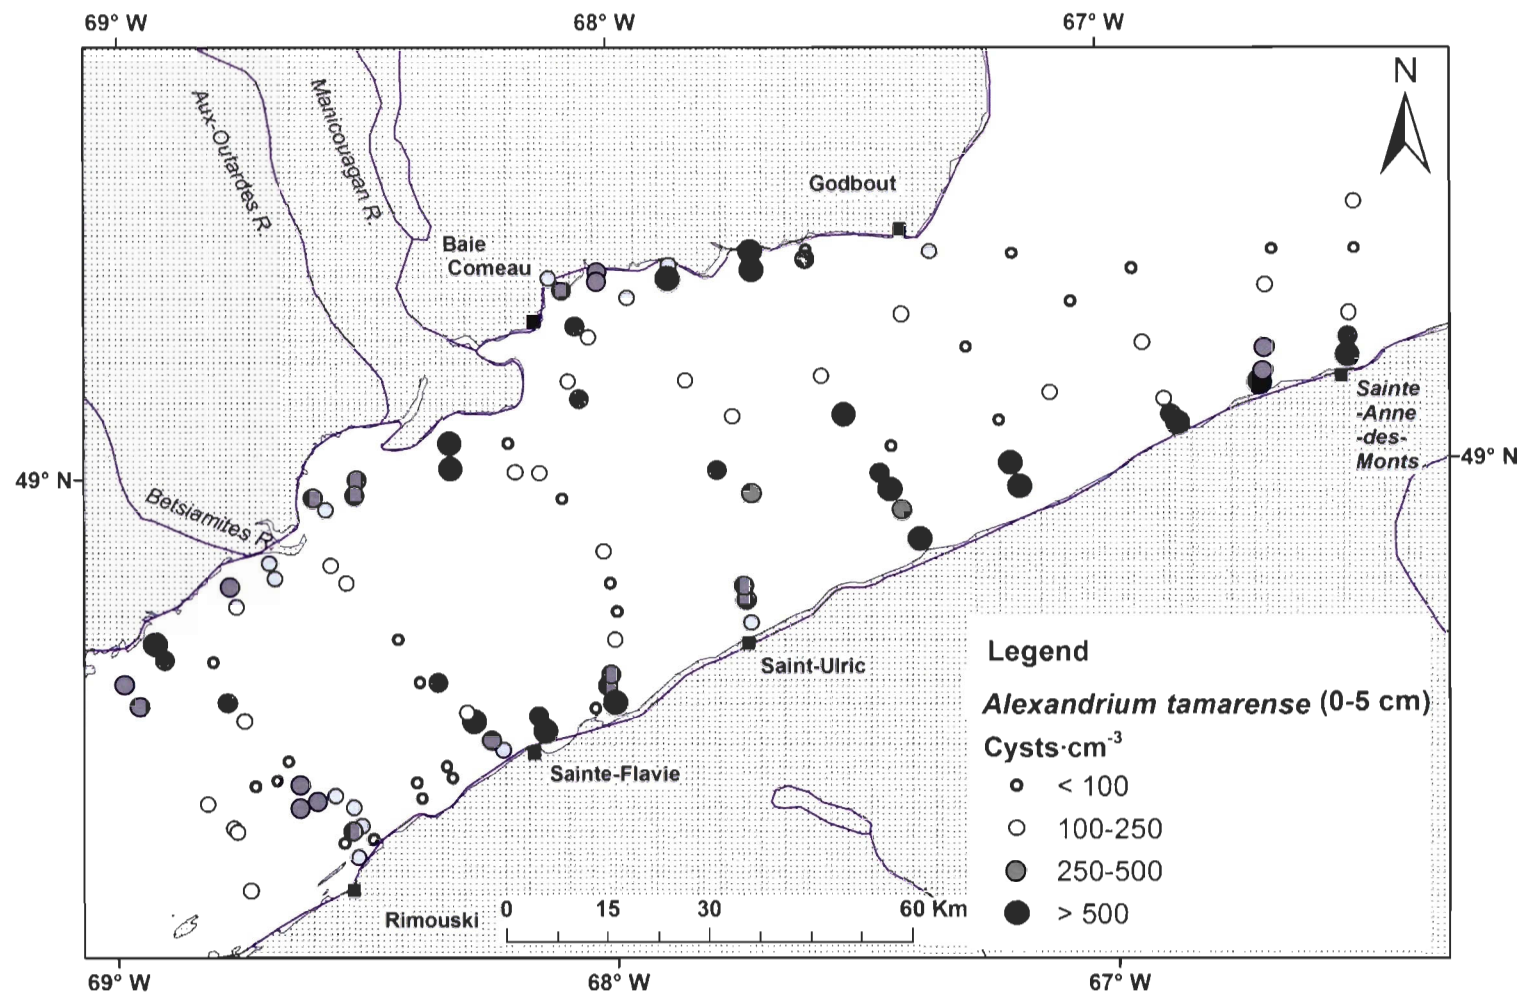 69° W
68° W
67° W
N
Aux-Outardes R.
Manicouagan R.
Godbout
Baie
Comeau
Sainte
-Anne
-des-
Monts
49° N
49° N
Betsiamites R.
Saint-Ulric
Sainte-Flavie
Rimouski
0 15 30 60 Km
Legend
Alexandrium tamarense (0-5 cm)
Cysts·cm-3
< 100
100-250
250-500
> 500
69° W
68° W
67° W